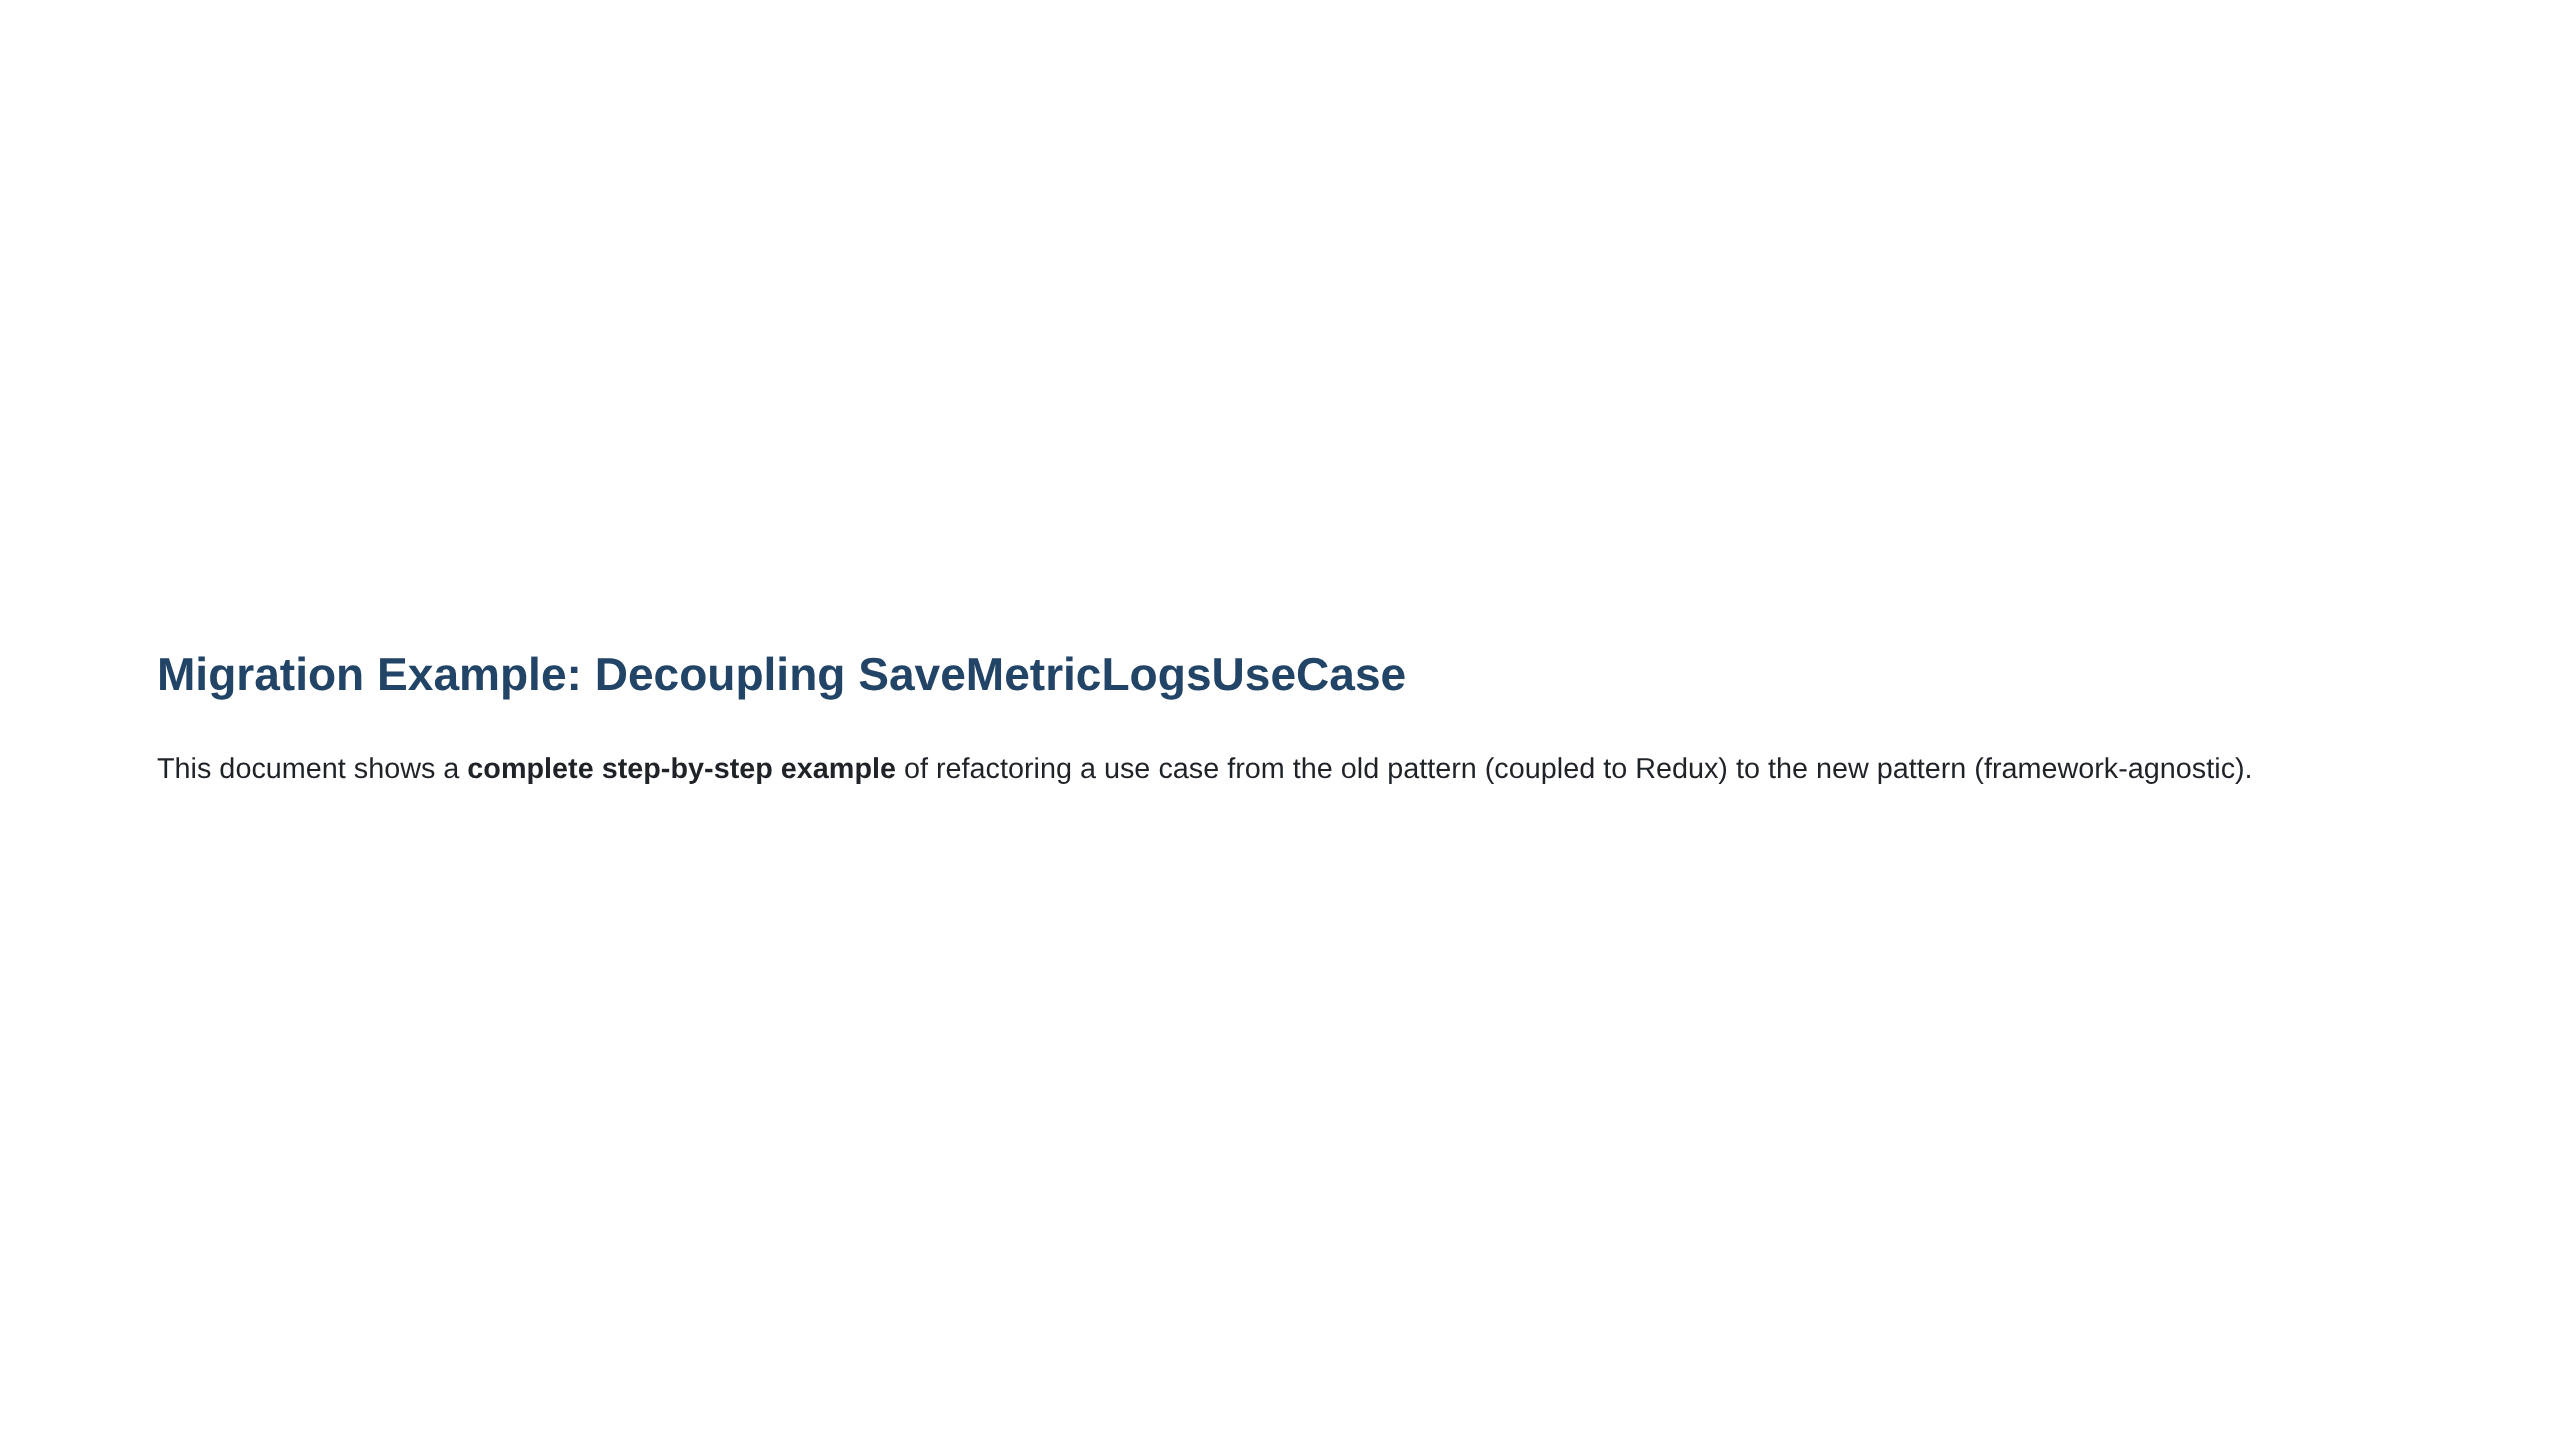 Migration Example: Decoupling SaveMetricLogsUseCase
This document shows a complete step-by-step example of refactoring a use case from the old pattern (coupled to Redux) to the new pattern (framework-agnostic).